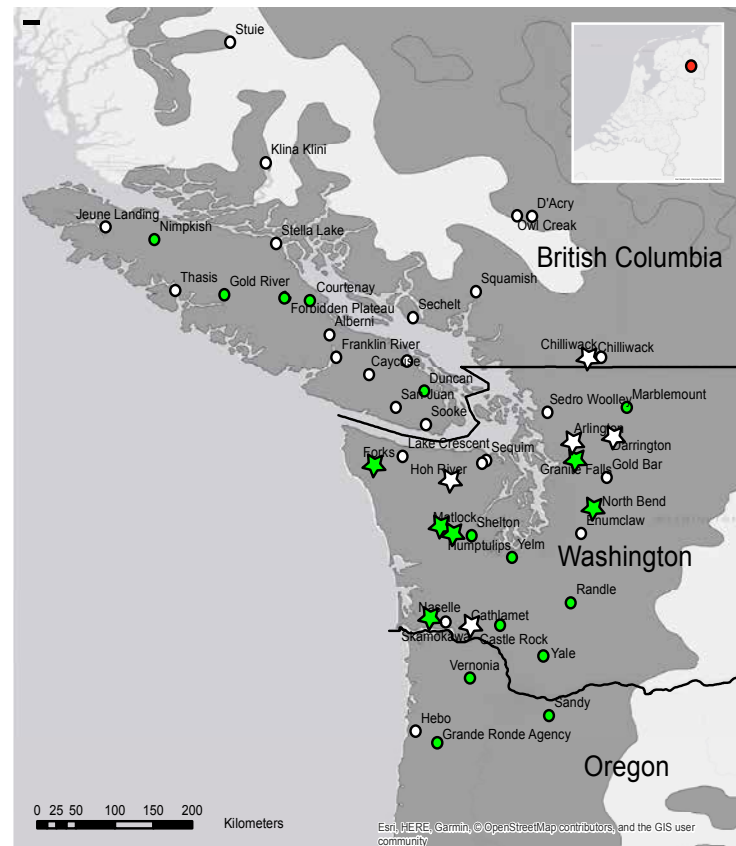 Stuie
Klina Klini
D'Acry
Owl Creak
Jeune Landing
Nimpkish
Stella Lake
British Columbia
Thasis
Gold River
Courtenay
Squamish
Forbidden Plateau
Sechelt
Alberni
Franklin River
Chilliwack
Chilliwack
Caycuse
Duncan
San Juan
Sedro Woolley
Marblemount
Sooke
Arlington
Darrington
Lake Crescent
Sequim
Forks
Hoh River
Granite Falls
Gold Bar
North Bend
Matlock
Shelton
Enumclaw
Humptulips
Yelm
Washington
Randle
Naselle
Cathlamet
Skamokawa
Castle Rock
Yale
Vernonia
Sandy
Hebo
Grande Ronde Agency
Oregon
0 25 50 100 150 200
Kilometers
Esri, HERE, Garmin, © OpenStreetMap contributors, and the GIS user
community